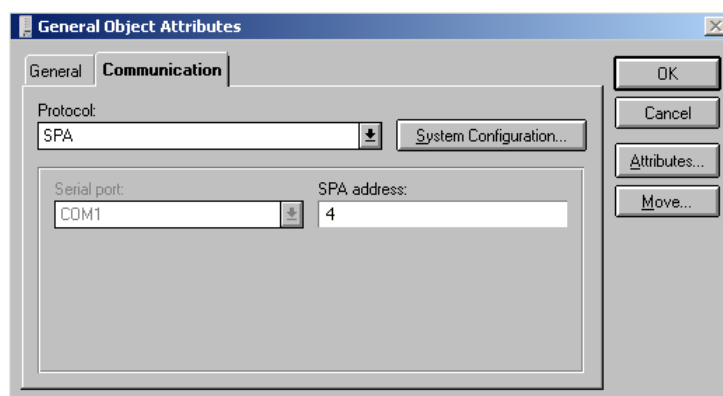 General Object Attributes
General Communication
Protocol:
SPA
System Configuration...
Serial port:
COM1
SPA address:
4
OK
Cancel
Attributes...
Move...